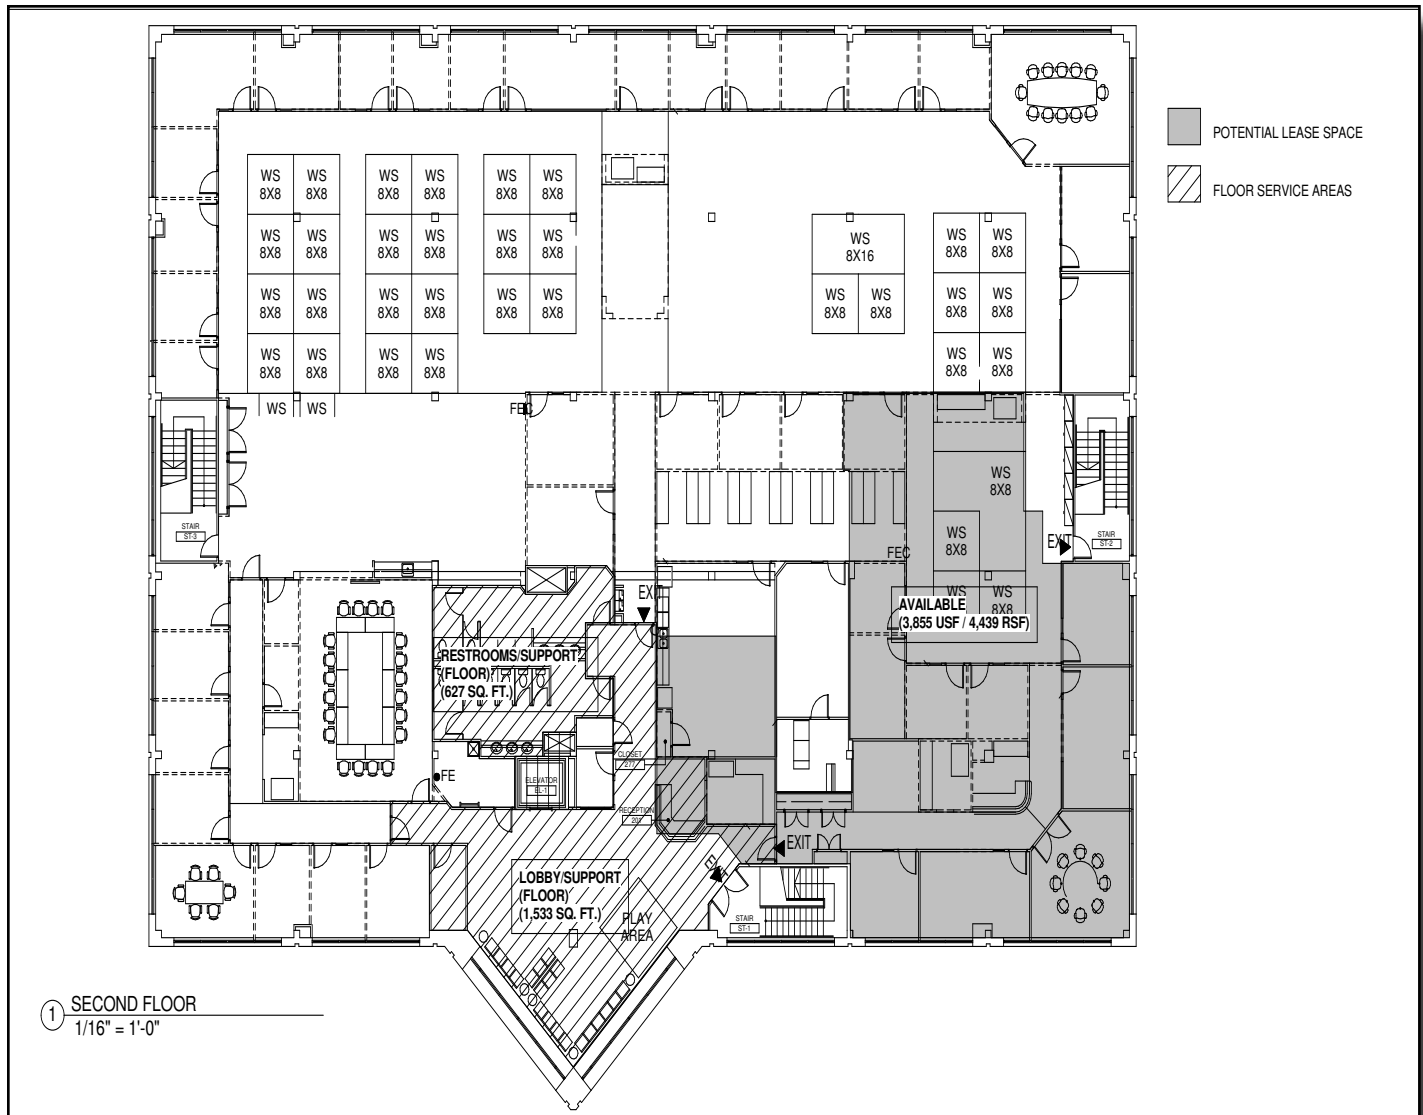 POTENTIAL LEASE SPACE
FLOOR SERVICE AREAS
WS WS WS WS WS WS
8X8 8X8 8X8 8X8 8X8 8X8
WS WS WS WS WS WS WS WS WS
8X8 8X8 8X8 8X8 8X8 8X8 8X16 8X8 8X8
WS WS WS WS WS WS WS WS WS WS
8X8 8X8 8X8 8X8 8X8 8X8 8X8 8X8 8X8 8X8
WS WS WS WS WS WS
8X8 8X8 8X8 8X8 8X8 8X8
WS WS
FEC
WS
8X8
STAIR
ST-3
WS
8X8
EXIT
STAIR
ST-2
FEC
WS WS
8X8
AVAILABLE
(3,855 USF / 4,439 RSF)
EXIT
RESTROOMS/SUPPORT
(FLOOR)
(627 SQ. FT.)
CLOSET
277
FE
ELEVATOR
EL-1
RECEPTION
201
EXIT
EXIT
LOBBY/SUPPORT
(FLOOR)
(1,533 SQ. FT.)
PLAY
AREA
STAIR
ST-1
1 SECOND FLOOR
1/16" = 1'-0"